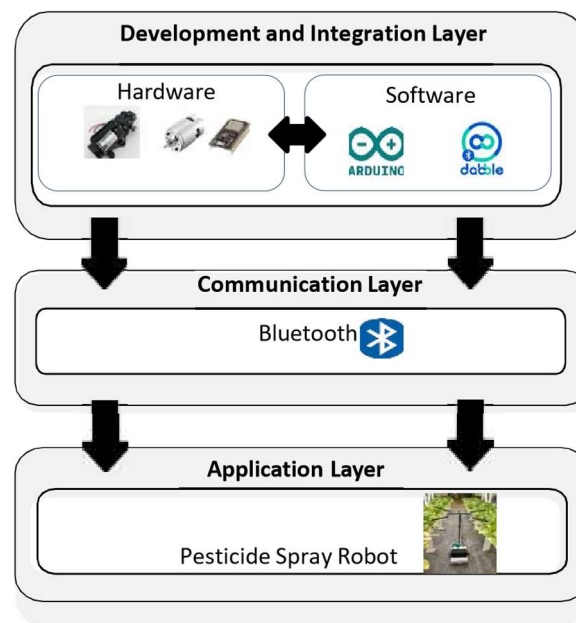 Development and Integration Layer
Hardware
Software
ARDUINO
dabble
Communication Layer
Bluetooth
Application Layer
Pesticide Spray Robot